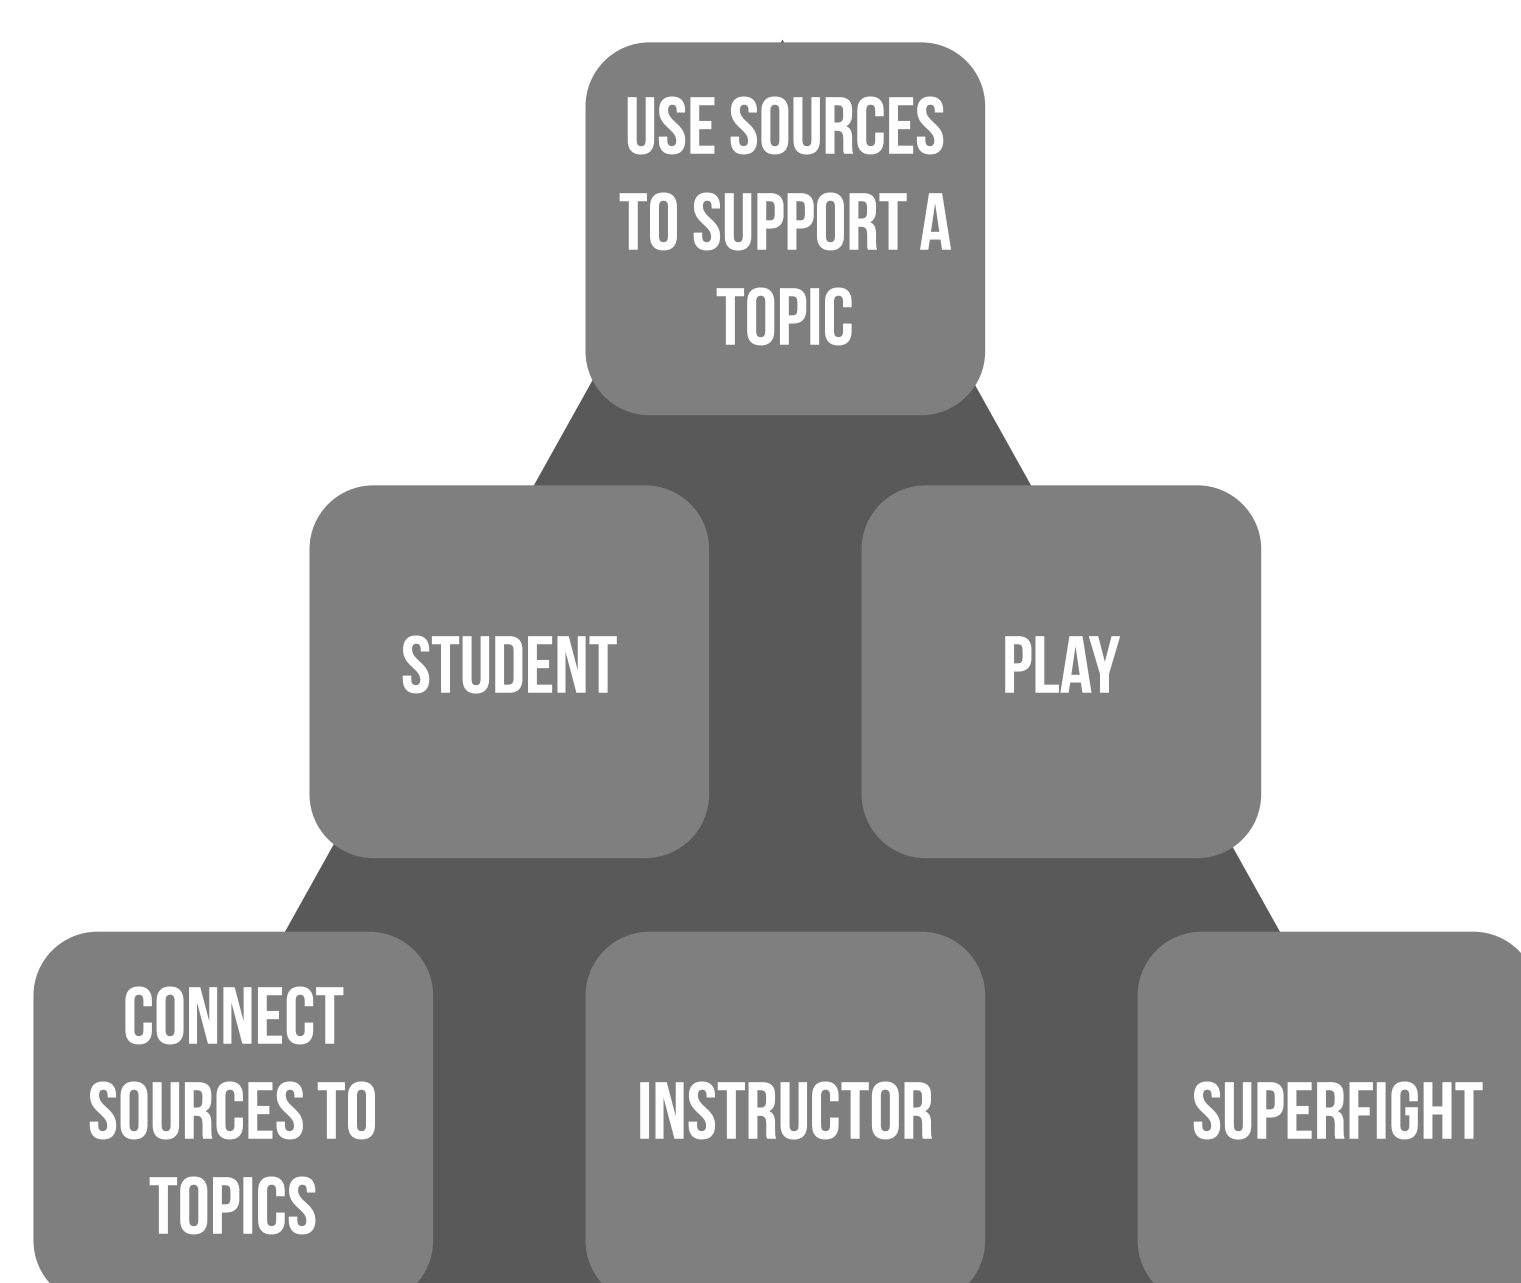 USE SOURCES
TO SUPPORT A
TOPIC
STUDENT
PLAY
CONNECT
SOURCES TO
TOPICS
INSTRUCTOR
SUPERFIGHT